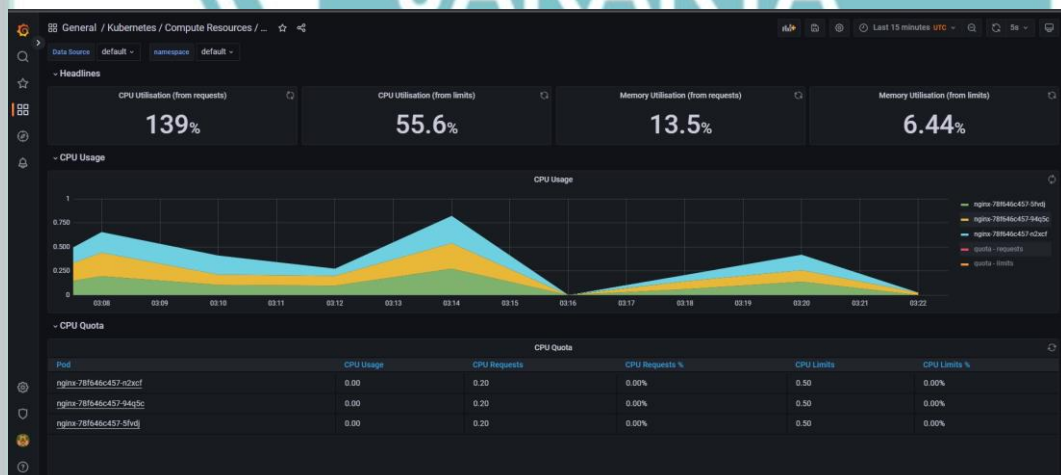 JAKARTA
General / Kubernetes / Compute Resources / ...
Last 15 minutes UTC
5s
Data Source default namespace default
Headlines
CPU Utilisation (from requests)
139%
CPU Utilisation (from limits)
55.6%
Memory Utilisation (from requests)
13.5%
Memory Utilisation (from limits)
6.44%
CPU Usage
CPU Usage
1
0.750
0.500
0.250
0
03:08 03:09 03:10 03:11 03:12 03:13 03:14 03:15 03:16 03:17 03:18 03:19 03:20 03:21 03:22
nginx-78f646c457-5fvdj
nginx-78f646c457-94q5c
nginx-78f646c457-n2xcf
quota - requests
quota - limits
CPU Quota
CPU Quota
Pod CPU Usage CPU Requests CPU Requests % CPU Limits CPU Limits %
nginx-78f646c457-n2xcf 0.00 0.20 0.00% 0.50 0.00%
nginx-78f646c457-94q5c 0.00 0.20 0.00% 0.50 0.00%
nginx-78f646c457-5fvdj 0.00 0.20 0.00% 0.50 0.00%